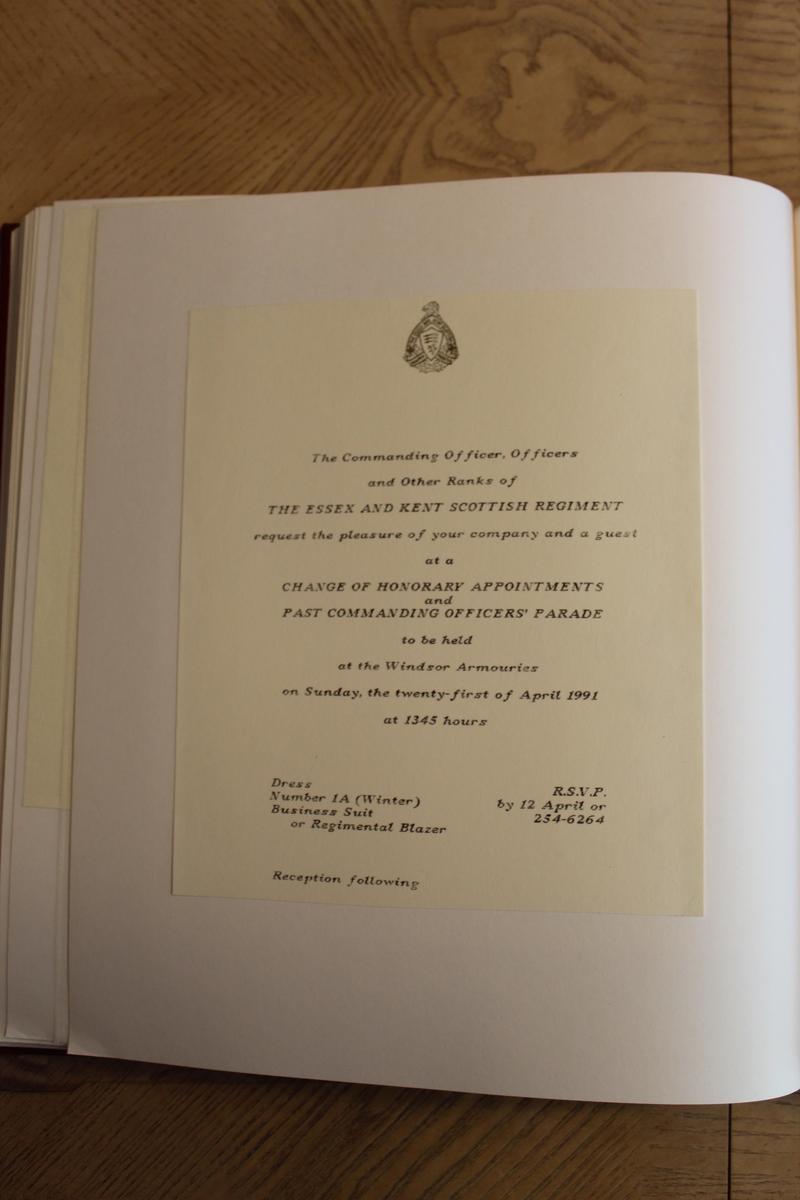 The Commanding Officer, Officers
and Other Ranks of
THE ESSEX AND KENT SCOTTISH REGIMENT
request the pleasure of your company and a guest
at a
CHANGE OF HONORARY APPOINTMENTS
and
PAST COMMANDING OFFICERS' PARADE
to be held
at the Windsor Armouries
on Sunday, the twenty-first of April 1991
at 1345 hours
Dress
Number 1A (Winter)
Business Suit
or Regimental Blazer
R.S.V.P.
by 12 April or
254-6264
Reception following